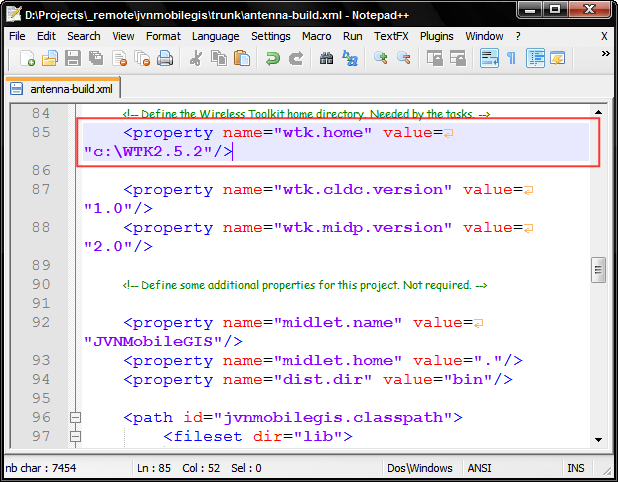 D:\Projects\_remote\jvnmobilegis\trunk\antenna-build.xml - Notepad++
File Edit Search View Format Language Settings Macro Run TextFX Plugins Window ? X
antenna-build.xml
84 <!-- Define the Wireless Toolkit home directory. Needed by the tasks. -->
85 <property name="wtk.home" value=
"c:\WTK2.5.2"/>
86
87 <property name="wtk.cldc.version" value=
"1.0"/>
88 <property name="wtk.midp.version" value=
"2.0"/>
89
90 <!-- Define some additional properties for this project. Not required. -->
91
92 <property name="midlet.name" value=
"JVNMobileGIS"/>
93 <property name="midlet.home" value="."/>
94 <property name="dist.dir" value="bin"/>
95
96 <path id="jvnmobilegis.classpath">
97 <fileset dir="lib">
nb char : 7454 Ln : 85 Col : 52 Sel : 0 Dos\Windows ANSI INS